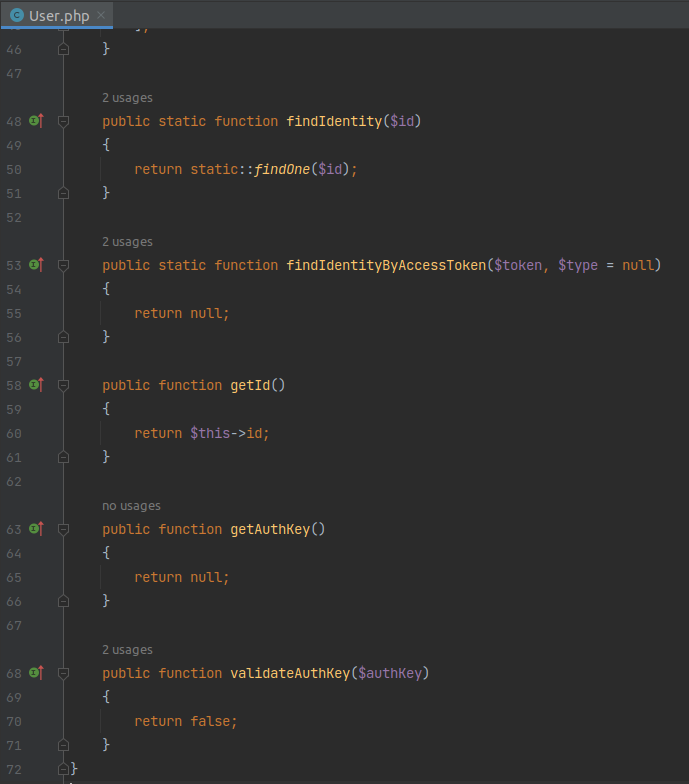 User.php
];
46 }
47
2 usages
48 public static function findIdentity($id)
49 {
50 return static::findOne($id);
51 }
52
2 usages
53 public static function findIdentityByAccessToken($token, $type = null)
54 {
55 return null;
56 }
57
58 public function getId()
59 {
60 return $this->id;
61 }
62
no usages
63 public function getAuthKey()
64 {
65 return null;
66 }
67
2 usages
68 public function validateAuthKey($authKey)
69 {
70 return false;
71 }
72 }